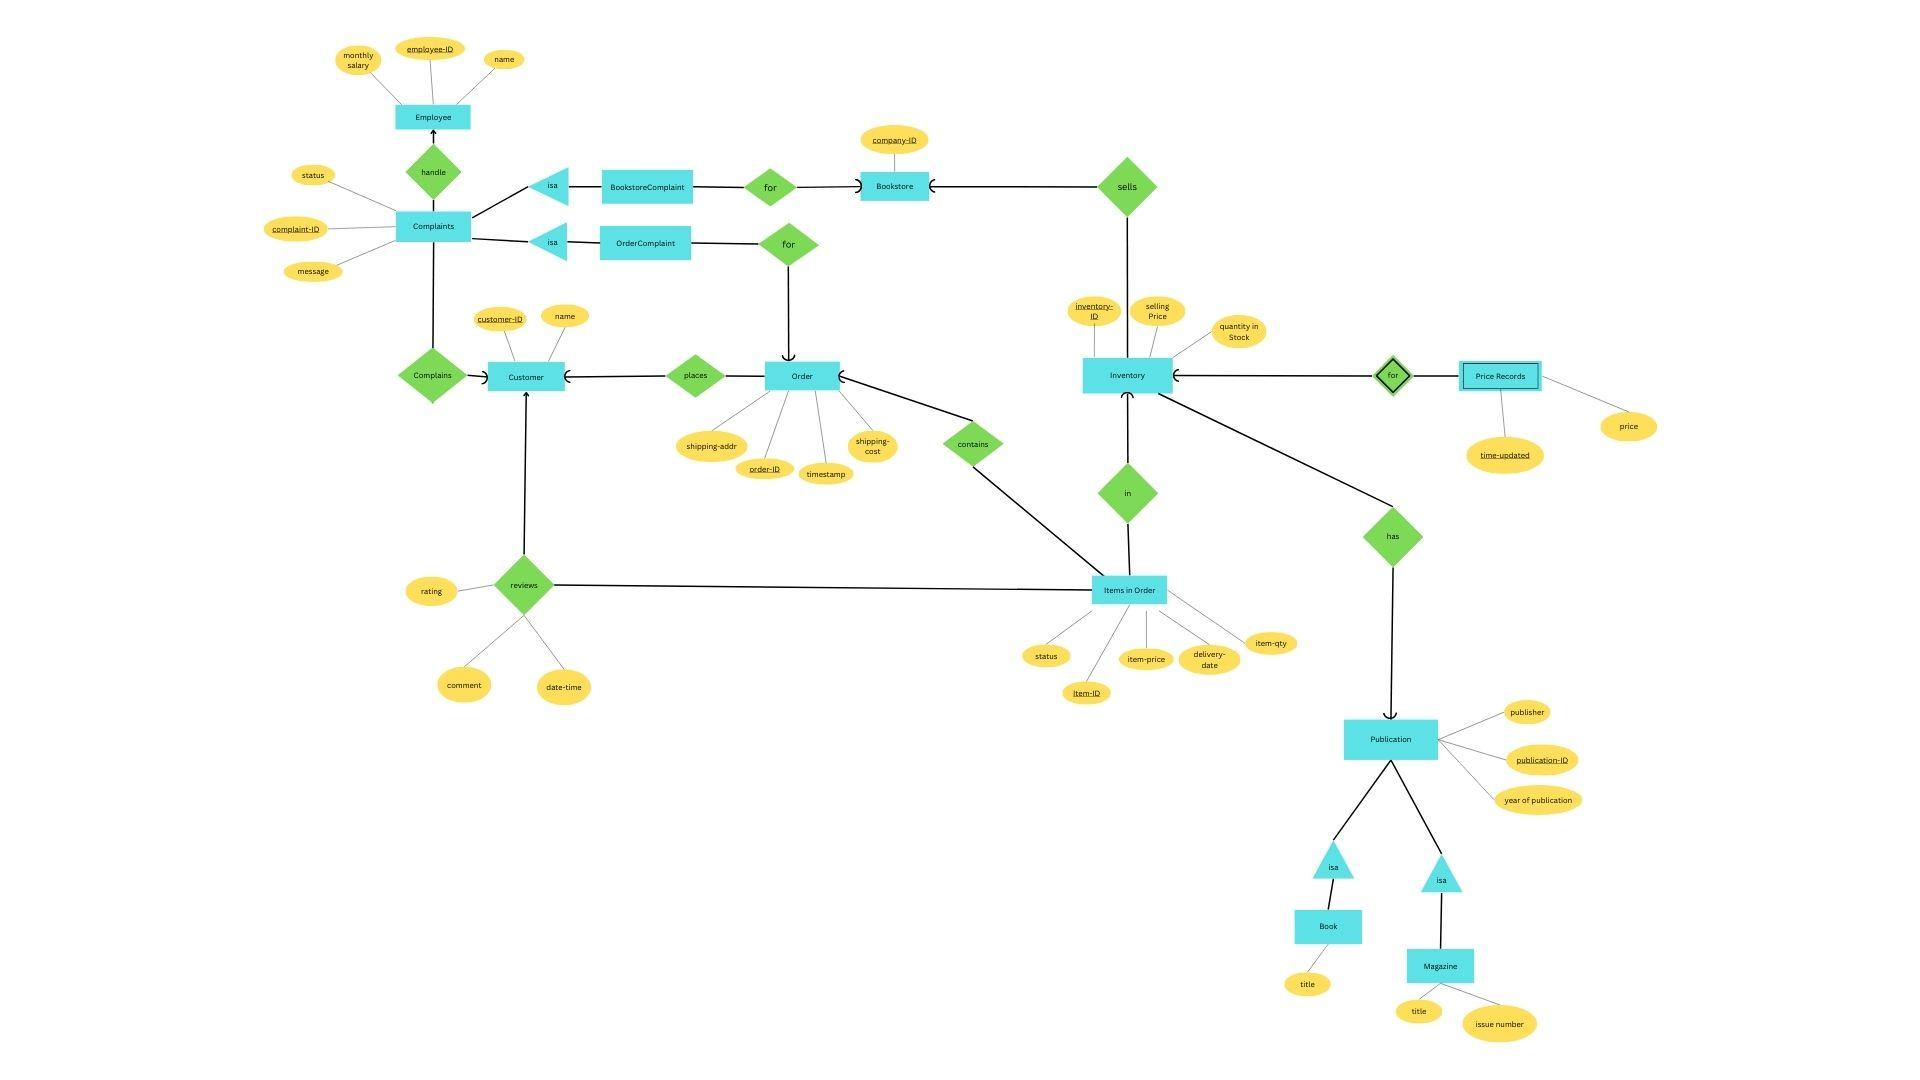 monthly
salary
employee-ID
name
Employee
handle
status
complaint-ID
message
Complaints
isa
BookstoreComplaint
for
company-ID
Bookstore
sells
isa
OrderComplaint
for
customer-ID
name
Complains
Customer
places
Order
shipping-addr
order-ID
timestamp
shipping-
cost
contains
inventory-
ID
selling
Price
quantity in
Stock
Inventory
for
Price Records
time-updated
price
in
has
reviews
rating
comment
date-time
Items in Order
status
Item-ID
item-price
delivery-
date
item-qty
Publication
publisher
publication-ID
year of publication
isa
isa
Book
title
Magazine
title
issue number